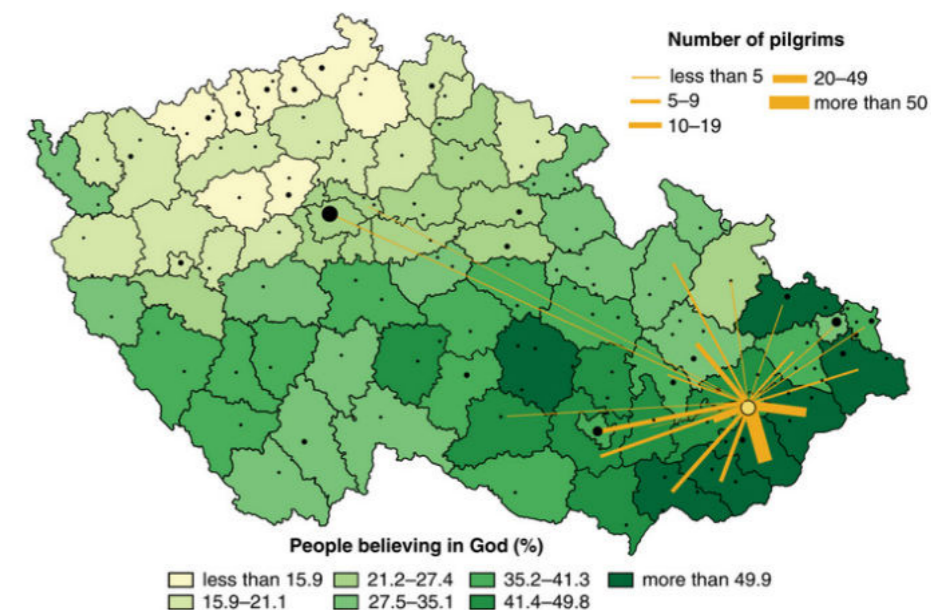 Number of pilgrims
less than 5
20–49
5–9
more than 50
10–19
People believing in God (%)
less than 15.9
21.2–27.4
35.2–41.3
more than 49.9
15.9–21.1
27.5–35.1
41.4–49.8